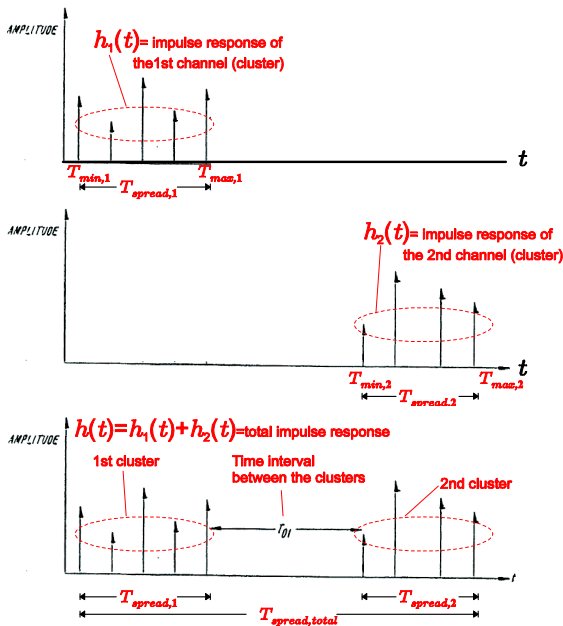 AMPLITUDE
h₁(t)= impulse response of
the1st channel (cluster)
t
Tmin,1 Tmax,1
Tspread,1
AMPLITUDE
h₂(t)= impulse response of
the 2nd channel (cluster)
t
Tmin,2 Tmax,2
Tspread,2
h(t)=h₁(t)+h₂(t)=total impulse response
AMPLITUDE
1st cluster
Time interval
between the clusters
2nd cluster
τ01
t
Tspread,1 Tspread,2
Tspread,total